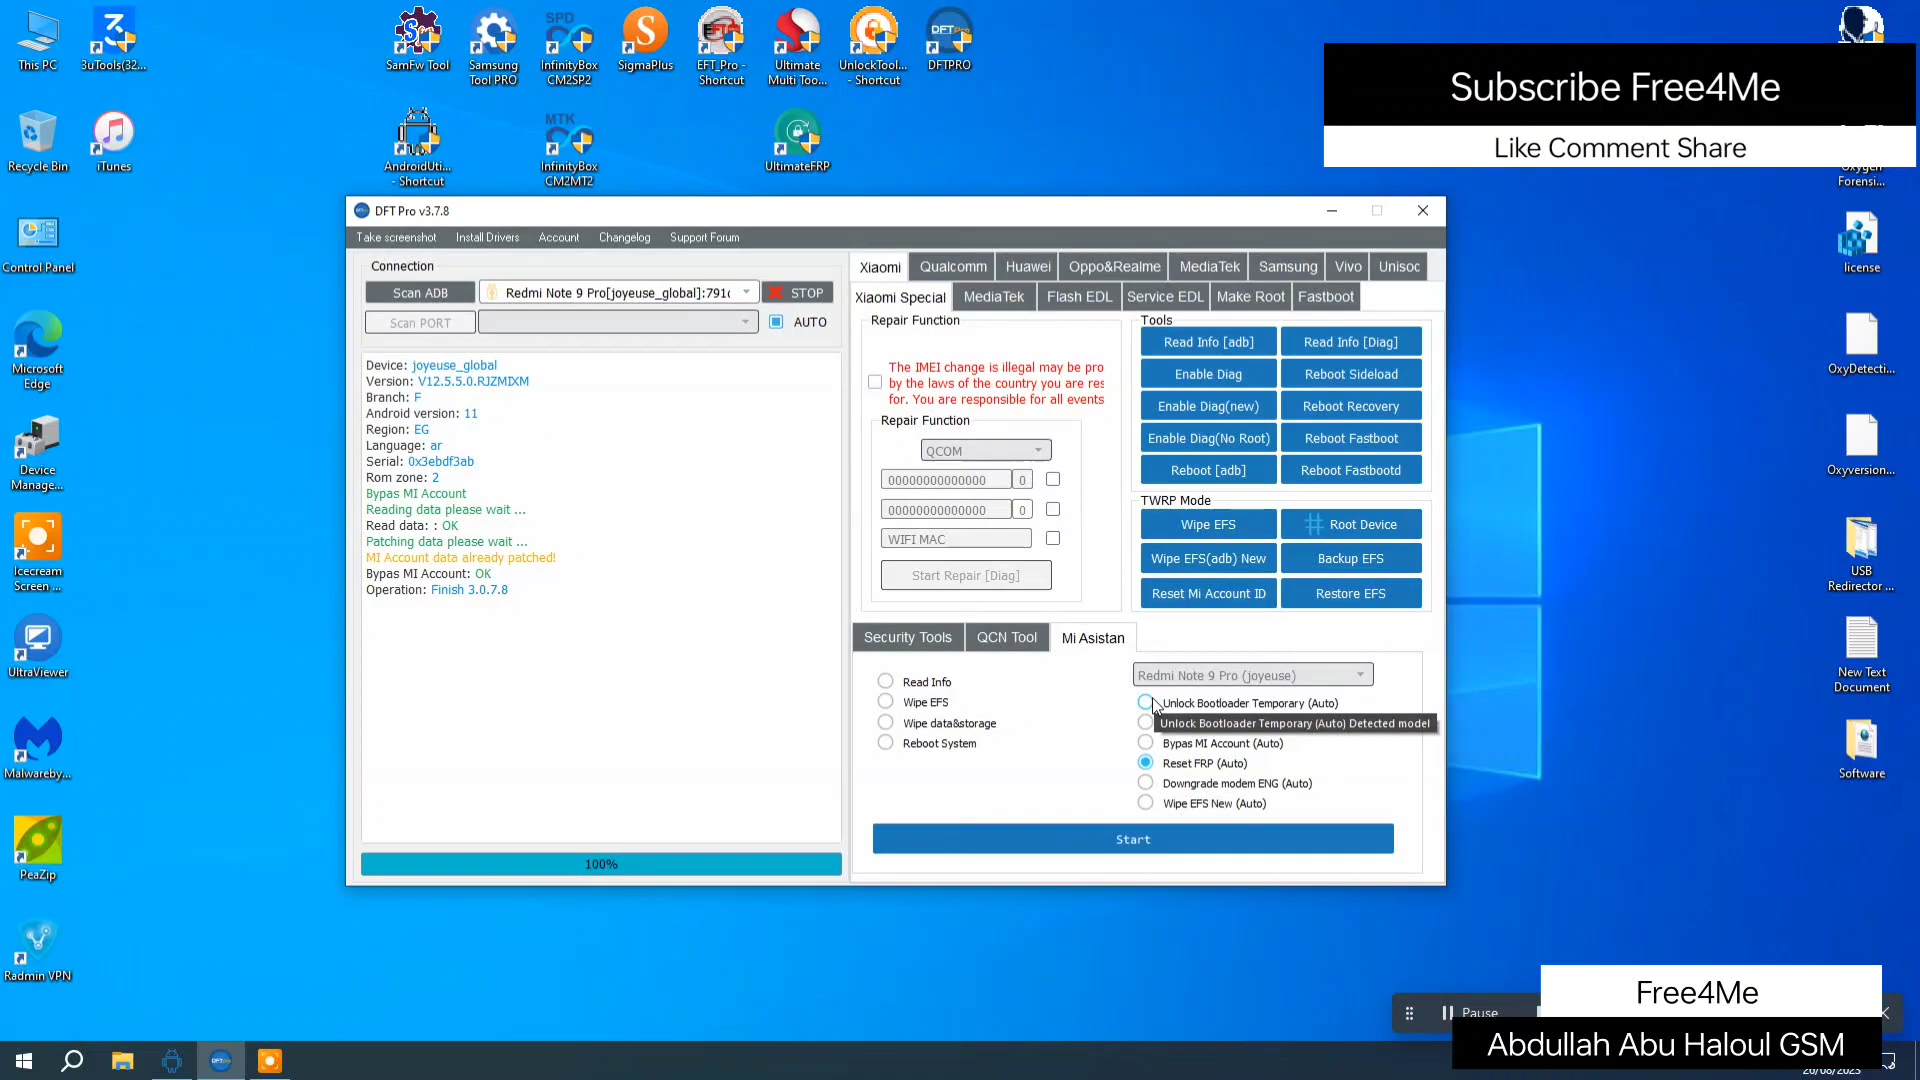 This PC
3uTools(32...
SamFw Tool
Samsung
Tool PRO
SPD
InfinityBox
CM2SP2
SigmaPlus
EFT_Pro -
Shortcut
Ultimate
Multi Too...
UnlockTool...
- Shortcut
DFTPRO
Subscribe Free4Me
Like Comment Share
Recycle Bin
iTunes
AndroidUti...
- Shortcut
MTK
InfinityBox
CM2MT2
UltimateFRP
Oxygen
Forensi...
Control Panel
Microsoft
Edge
Device
Manage...
Icecream
Screen ...
UltraViewer
Malwareby...
PeaZip
Radmin VPN
license
OxyDetecti...
Oxyversion...
USB
Redirector ...
New Text
Document
Software
DFT Pro v3.7.8
Take screenshot
Install Drivers
Account
Changelog
Support Forum
Connection
Scan ADB
Redmi Note 9 Pro[joyeuse_global]:791
STOP
Scan PORT
AUTO
Device: joyeuse_global
Version: V12.5.5.0.RJZMIXM
Branch: F
Android version: 11
Region: EG
Language: ar
Serial: 0x3ebdf3ab
Rom zone: 2
Bypas MI Account
Reading data please wait ...
Read data: : OK
Patching data please wait ...
MI Account data already patched!
Bypas MI Account: OK
Operation: Finish 3.0.7.8
100%
Xiaomi
Qualcomm
Huawei
Oppo&Realme
MediaTek
Samsung
Vivo
Unisoc
Xiaomi Special
MediaTek
Flash EDL
Service EDL
Make Root
Fastboot
Repair Function
The IMEI change is illegal may be pro
by the laws of the country you are res
for. You are responsible for all events
Repair Function
QCOM
00000000000000
0
00000000000000
0
WIFI MAC
Start Repair [Diag]
Tools
Read Info [adb]
Read Info [Diag]
Enable Diag
Reboot Sideload
Enable Diag(new)
Reboot Recovery
Enable Diag(No Root)
Reboot Fastboot
Reboot [adb]
Reboot Fastbootd
TWRP Mode
Wipe EFS
Root Device
Wipe EFS(adb) New
Backup EFS
Reset Mi Account ID
Restore EFS
Security Tools
QCN Tool
Mi Asistan
Read Info
Wipe EFS
Wipe data&storage
Reboot System
Redmi Note 9 Pro (joyeuse)
Unlock Bootloader Temporary (Auto)
Unlock Bootloader Temporary (Auto) Detected model
Bypas MI Account (Auto)
Reset FRP (Auto)
Downgrade modem ENG (Auto)
Wipe EFS New (Auto)
Start
Free4Me
Pause
Abdullah Abu Haloul GSM
26/08/2023